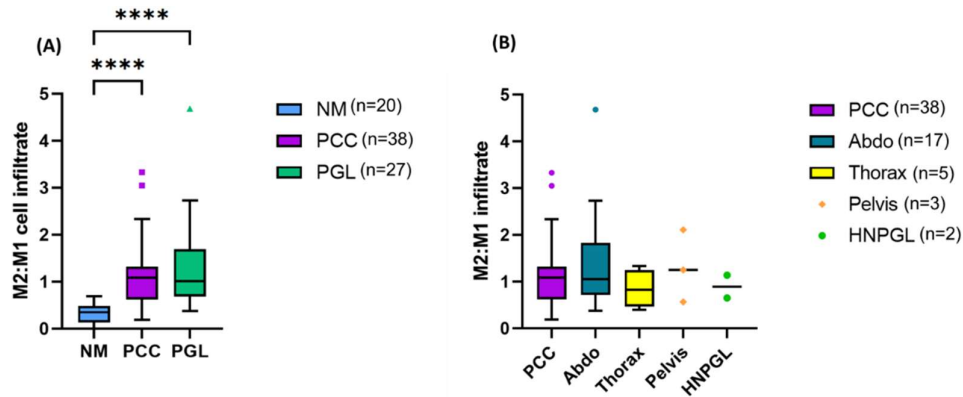 (A)
****
****
M2:M1 cell infiltrate
5
4
3
2
1
0
NM PCC PGL
NM (n=20)
PCC (n=38)
PGL (n=27)
(B)
M2:M1 infiltrate
5
4
3
2
1
0
PCC Abdo Thorax Pelvis HNPGL
PCC (n=38)
Abdo (n=17)
Thorax (n=5)
Pelvis (n=3)
HNPGL (n=2)